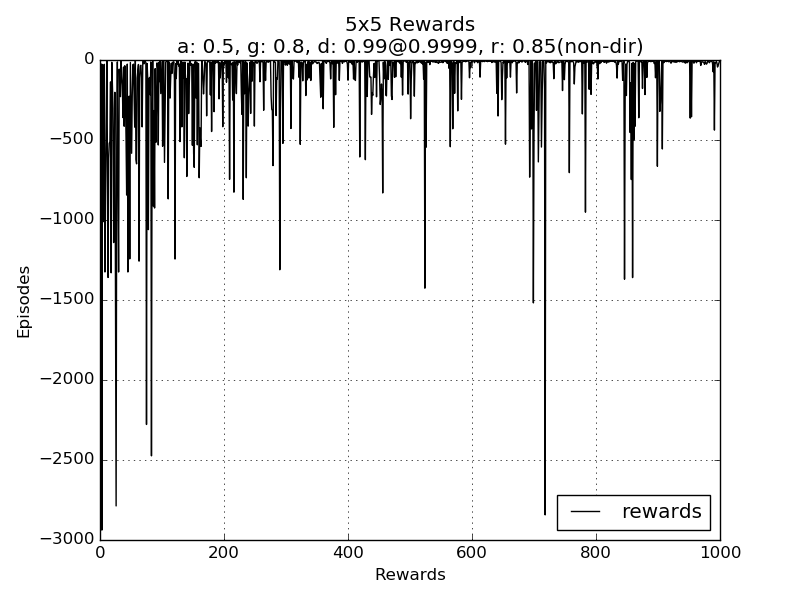 5x5 Rewards
a: 0.5, g: 0.8, d: 0.99@0.9999, r: 0.85(non-dir)
0
−500
−1000
−1500
−2000
−2500
−3000
Episodes
rewards
0 200 400 600 800 1000
Rewards